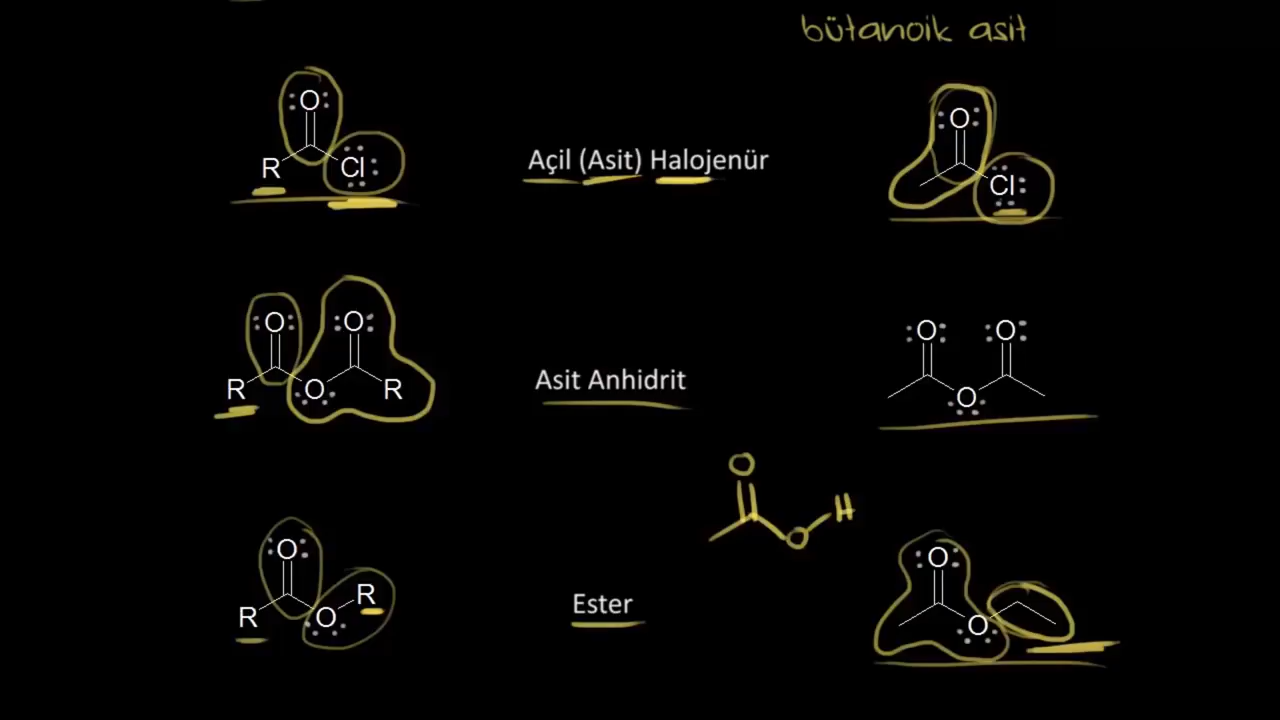 bütanoik asit
O
R Cl
Açil (Asit) Halojenür
O
Cl
O O
R O R
Asit Anhidrit
O O
O
O
O H
O
R O R
Ester
O
O